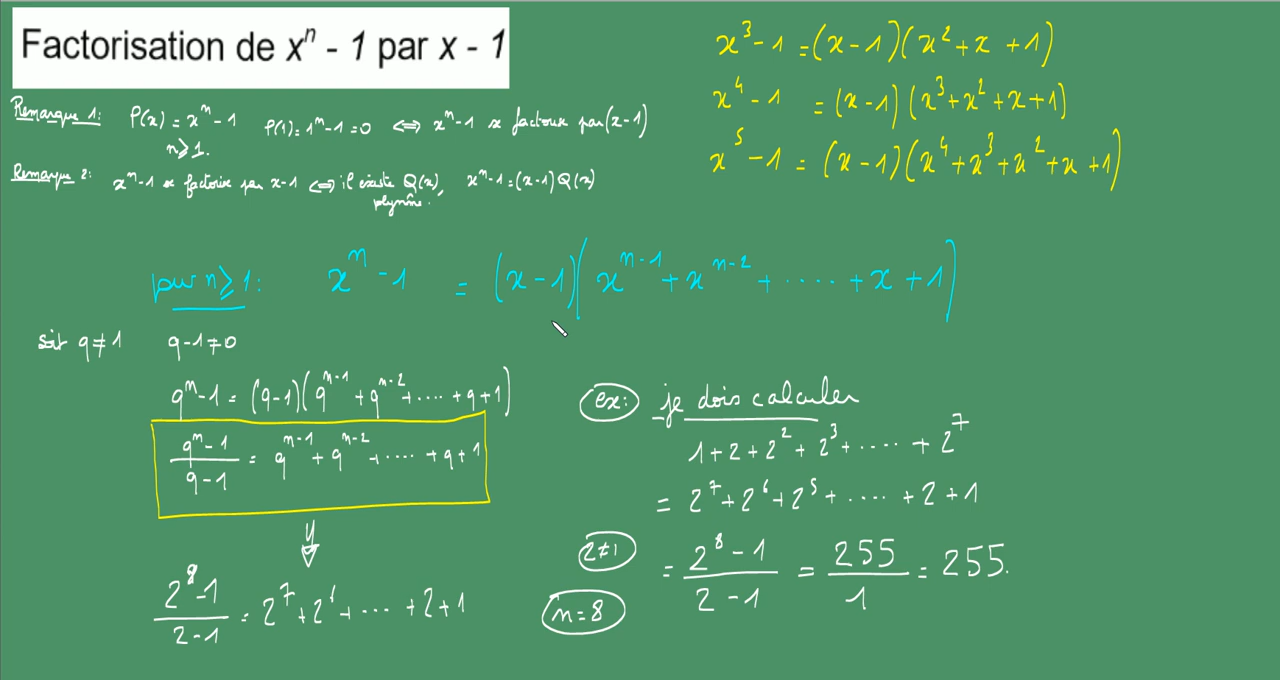 Factorisation de xⁿ - 1 par x - 1
x³ - 1 = (x - 1)(x² + x + 1)
x⁴ - 1 = (x - 1)(x³ + x² + x + 1)
x⁵ - 1 = (x - 1)(x⁴ + x³ + x² + x + 1)
Remarque 1: P(x) = xⁿ - 1 P(1) = 1ⁿ - 1 = 0 ⟺ xⁿ - 1 se factorise par (x - 1)
n ≥ 1.
Remarque 2: xⁿ - 1 se factorise par x - 1 ⟺ il existe Q(x), xⁿ - 1 = (x - 1) Q(x)
polynôme.
pour n ≥ 1: xⁿ - 1 = (x - 1)(xⁿ⁻¹ + xⁿ⁻² + ..... + x + 1)
soit q ≠ 1 q - 1 ≠ 0
qⁿ - 1 = (q - 1)(qⁿ⁻¹ + qⁿ⁻² + .... + q + 1)
(qⁿ - 1)/(q - 1) = qⁿ⁻¹ + qⁿ⁻² + .... + q + 1
(2⁸ - 1)/(2 - 1) = 2⁷ + 2⁶ + ... + 2 + 1
ex: je dois calculer
1 + 2 + 2² + 2³ + ..... + 2⁷
= 2⁷ + 2⁶ + 2⁵ + ..... + 2 + 1
2 ≠ 1 = (2⁸ - 1)/(2 - 1) = 255/1 = 255.
n = 8